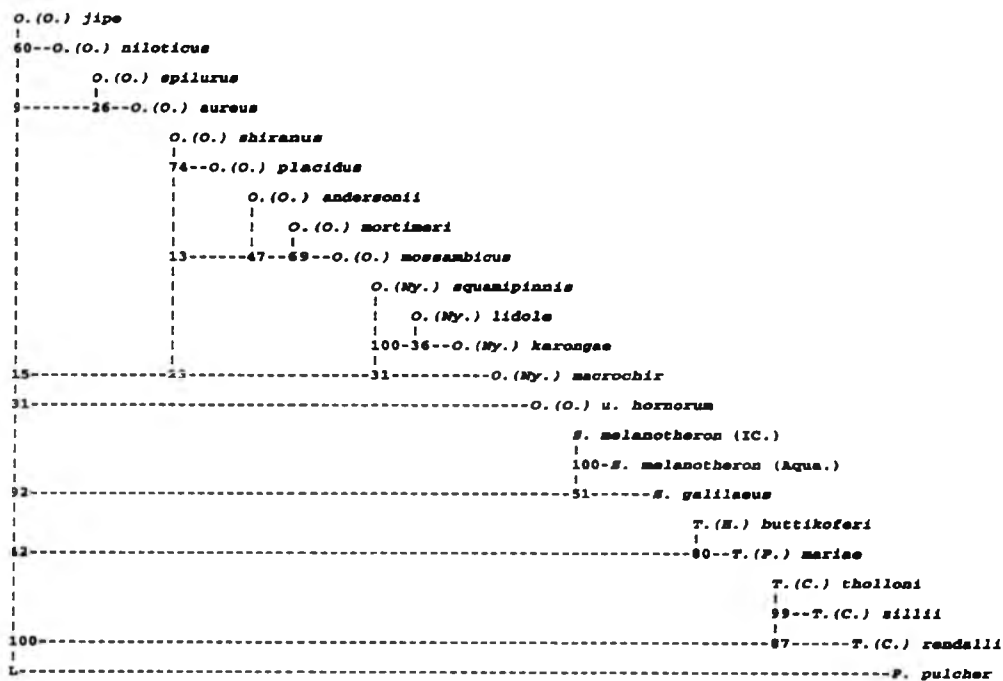 O.(O.) jipe
60--O.(O.) niloticus
O.(O.) spilurus
9-------26--O.(O.) aureus
O.(O.) shiranus
74--O.(O.) placidus
O.(O.) andersonii
O.(O.) mortimeri
13------47--69--O.(O.) mossambicus
O.(Ny.) squamipinnis
O.(Ny.) lidole
100-36--O.(Ny.) karongae
15 31----------O.(Ny.) macrochir
31--------O.(O.) u. hornorum
S. melanotheron (IC.)
100-S. melanotheron (Aqua.)
92--------51------S. galilaeus
T.(H.) buttikoferi
80--T.(P.) mariae
T.(C.) tholloni
99--T.(C.) zillii
100--------87------T.(C.) rendalli
L--------P. pulcher